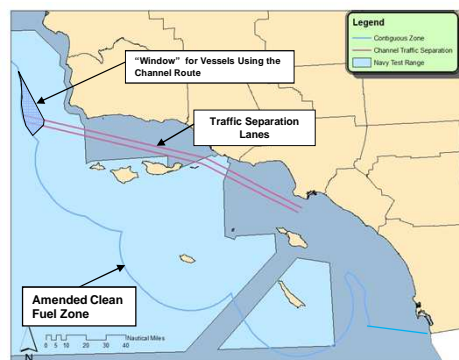 Legend
Contiguous Zone
Channel Traffic Separation
Navy Test Range
“Window” for Vessels Using the
Channel Route
Traffic Separation
Lanes
Amended Clean
Fuel Zone
Nautical Miles
0 5 10 20 30 40
N